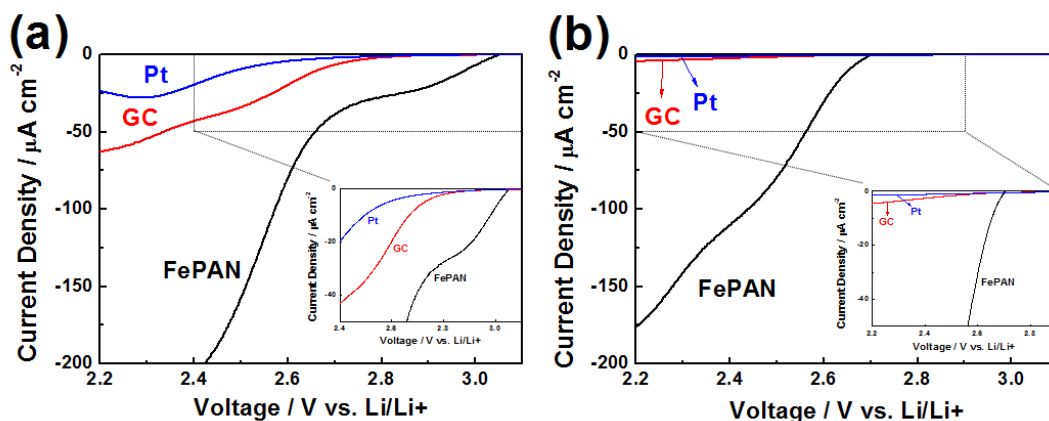 (a)
Current Density / μA cm-2
0
-50
-100
-150
-200
2.2 2.4 2.6 2.8 3.0
Voltage / V vs. Li/Li+
Pt
GC
FePAN
Current Density / μA cm-2
0
-20
-40
2.4 2.6 2.8 3.0
Voltage / V vs. Li/Li+
Pt
GC
FePAN
(b)
Current Density / μA cm-2
0
-50
-100
-150
-200
2.2 2.4 2.6 2.8 3.0
Voltage / V vs. Li/Li+
GC
Pt
FePAN
Current Density / μA cm-2
0
-20
-40
2.2 2.4 2.6 2.8
Voltage / V vs. Li/Li+
Pt
GC
FePAN